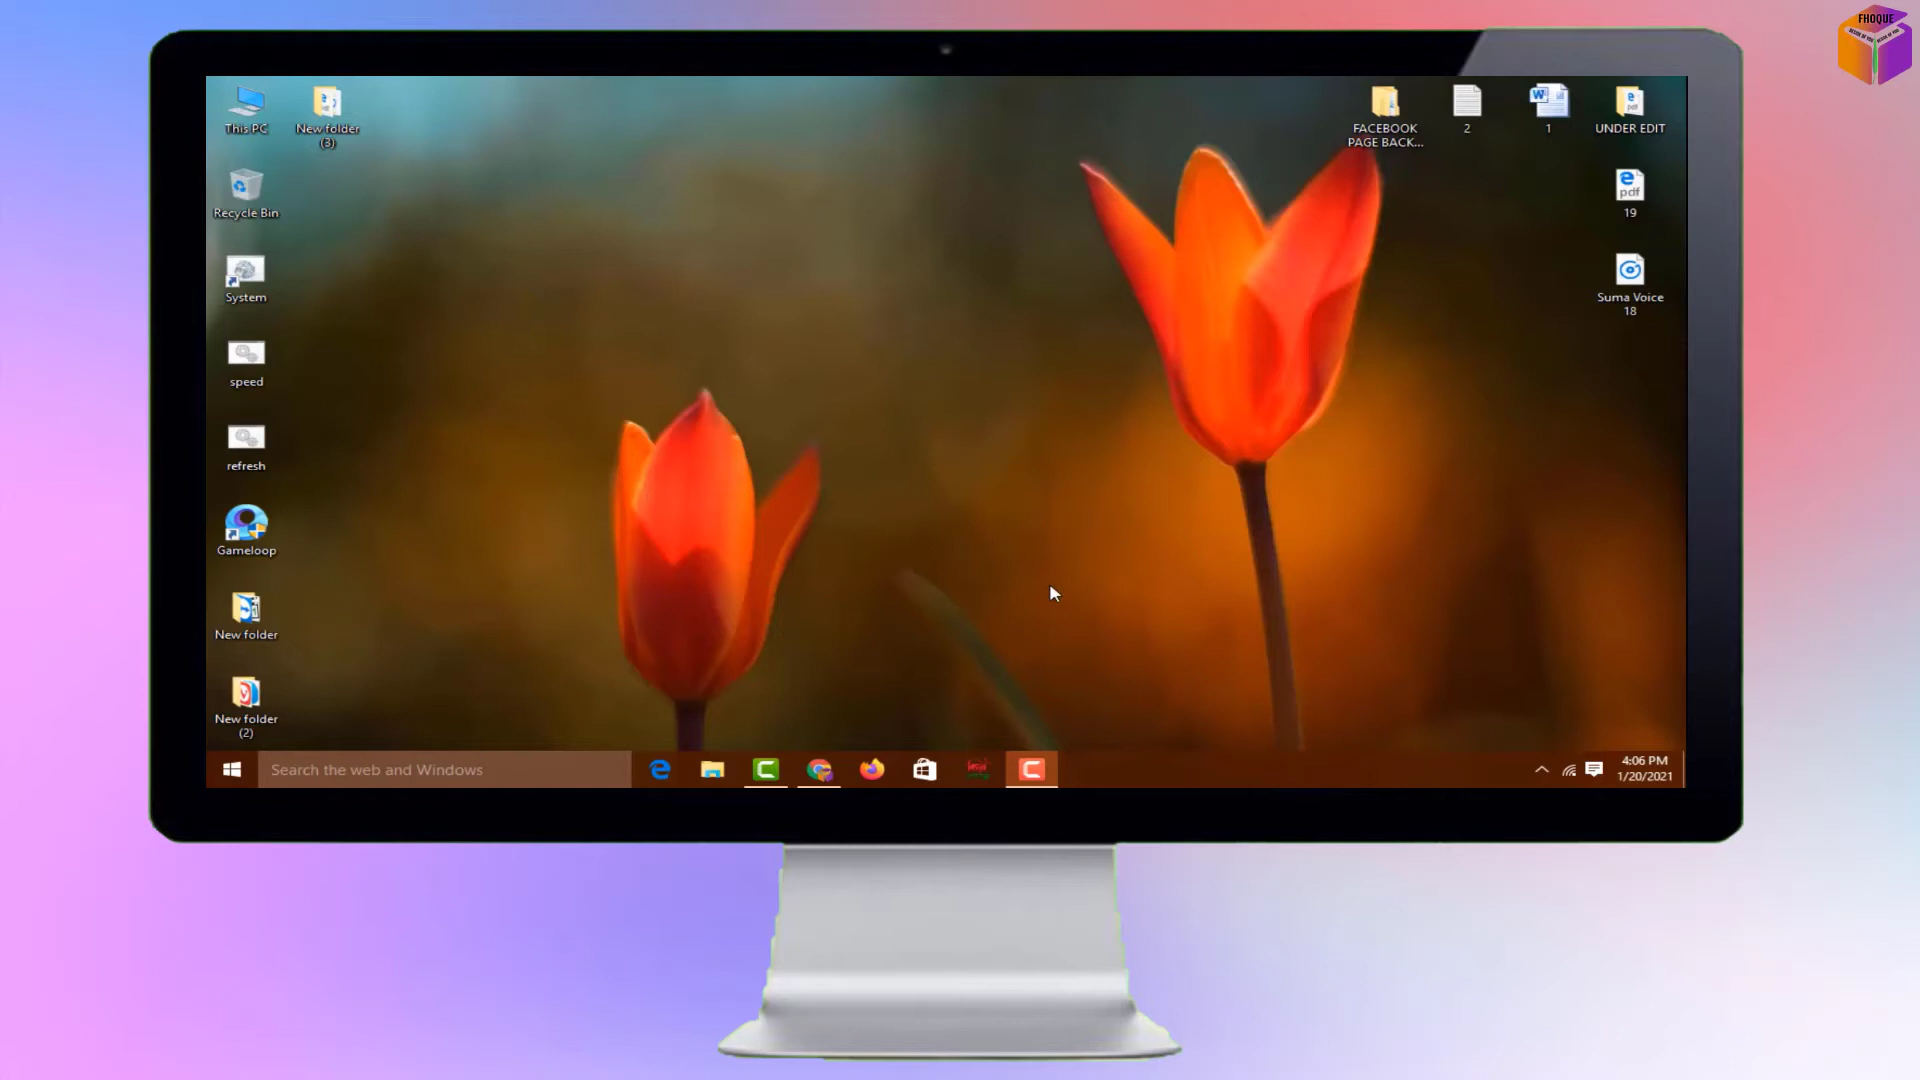 FHOQUE
This PC
New folder
(3)
FACEBOOK
PAGE BACK...
2
1
UNDER EDIT
Recycle Bin
pdf
19
System
Suma Voice
18
speed
refresh
Gameloop
New folder
New folder
(2)
Search the web and Windows
4:06 PM
1/20/2021